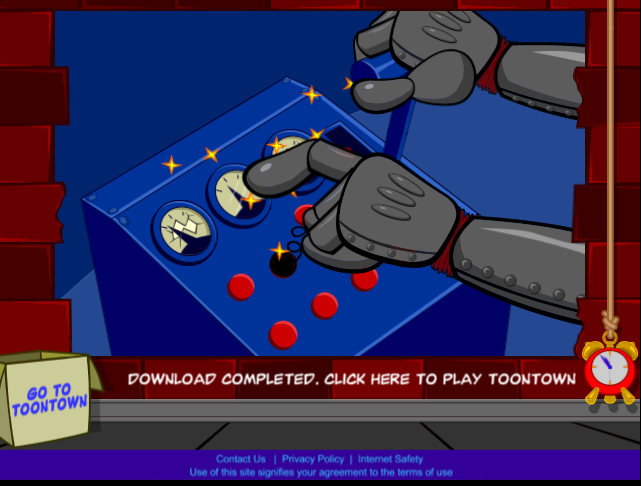 DOWNLOAD COMPLETED. CLICK HERE TO PLAY TOONTOWN
GO TO
TOONTOWN
Contact Us | Privacy Policy | Internet Safety
Use of this site signifies your agreement to the terms of use